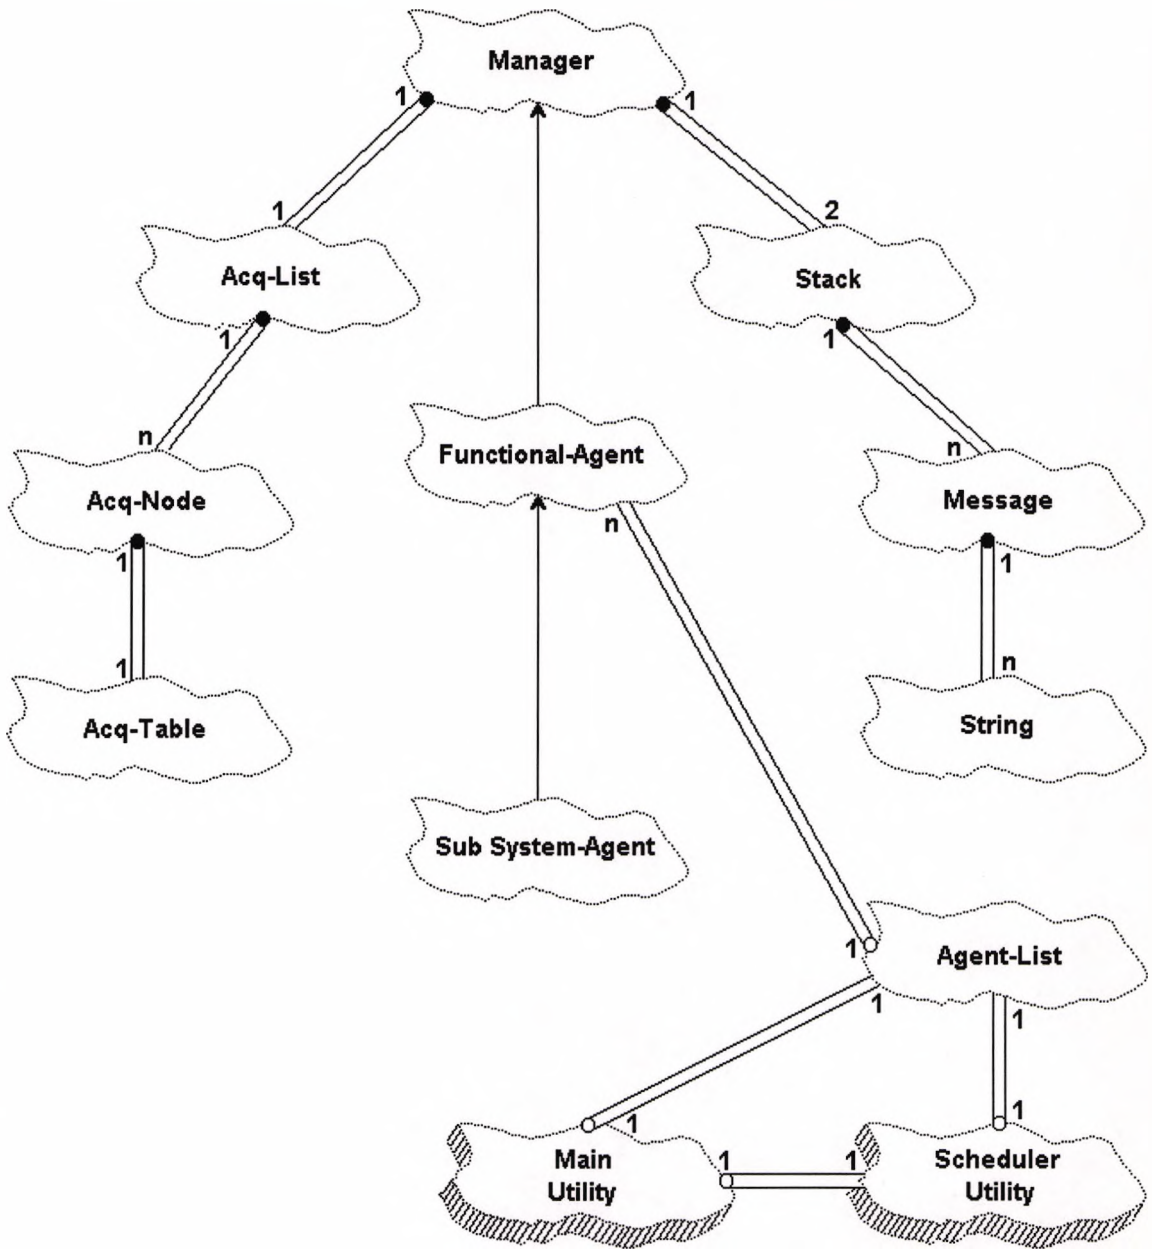 Manager
1
1
1
2
Acq-List
Stack
1
1
n
Functional-Agent
n
Acq-Node
n
Message
1
1
1
n
Acq-Table
String
Sub System-Agent
1
Agent-List
1
1
1
1
Main
Utility
1
1
Scheduler
Utility